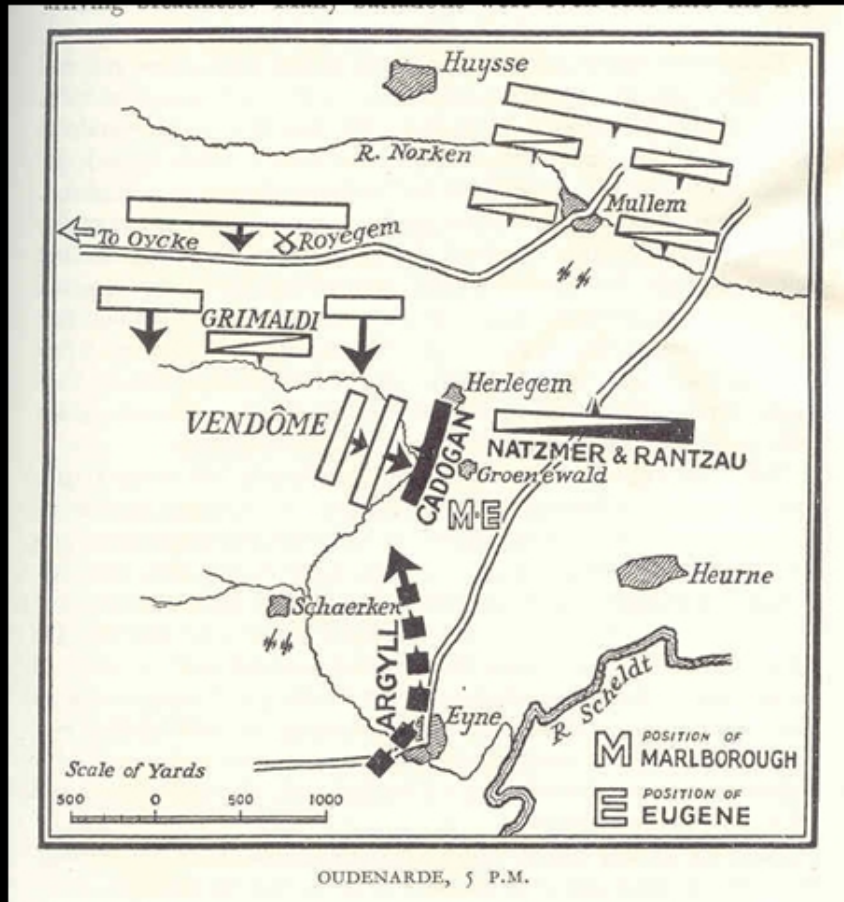 Huysse
R. Norken
Mullem
To Oycke
Royegem
GRIMALDI
Herlegem
VENDÔME
CADOGAN
NATZMER & RANTZAU
Groenewald
M·E
Heurne
Schaerken
ARGYLL
Eyne
R Scheldt
M POSITION OF
MARLBOROUGH
E POSITION OF
EUGENE
Scale of Yards
500 0 500 1000
OUDENARDE, 5 P.M.